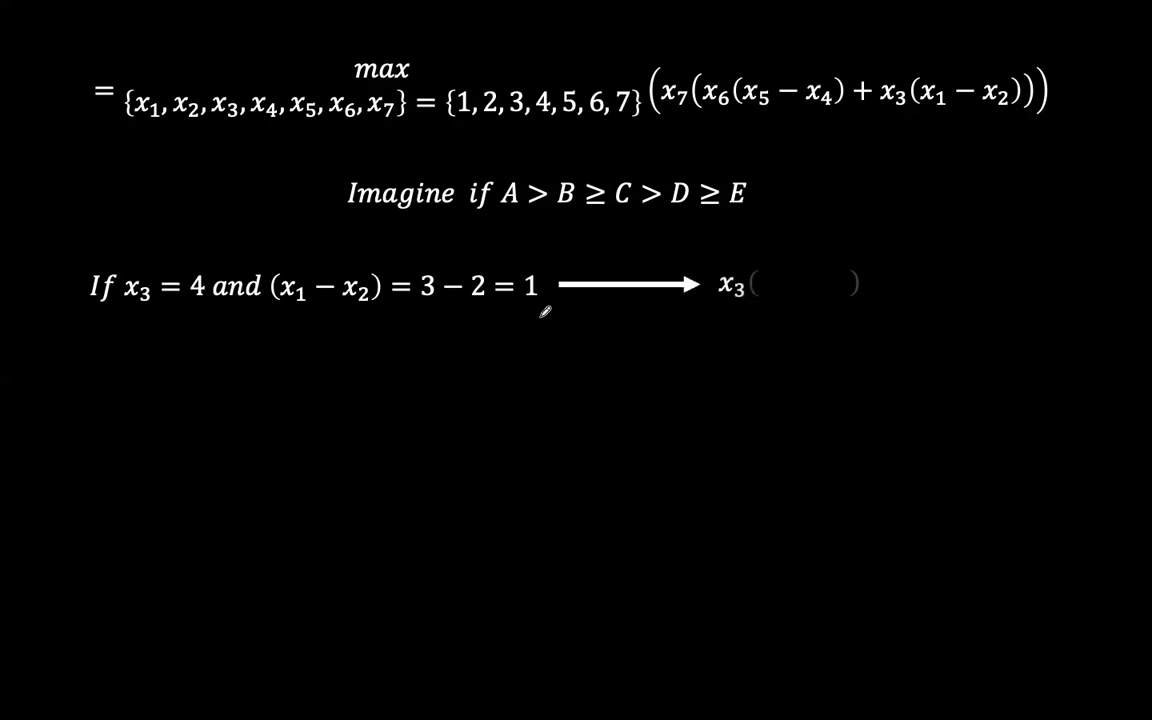 = max {x₁, x₂, x₃, x₄, x₅, x₆, x₇} = {1, 2, 3, 4, 5, 6, 7} (x₇(x₆(x₅ − x₄) + x₃(x₁ − x₂)))
Imagine if A > B ≥ C > D ≥ E
If x₃ = 4 and (x₁ − x₂) = 3 − 2 = 1 ⟶ x₃( )